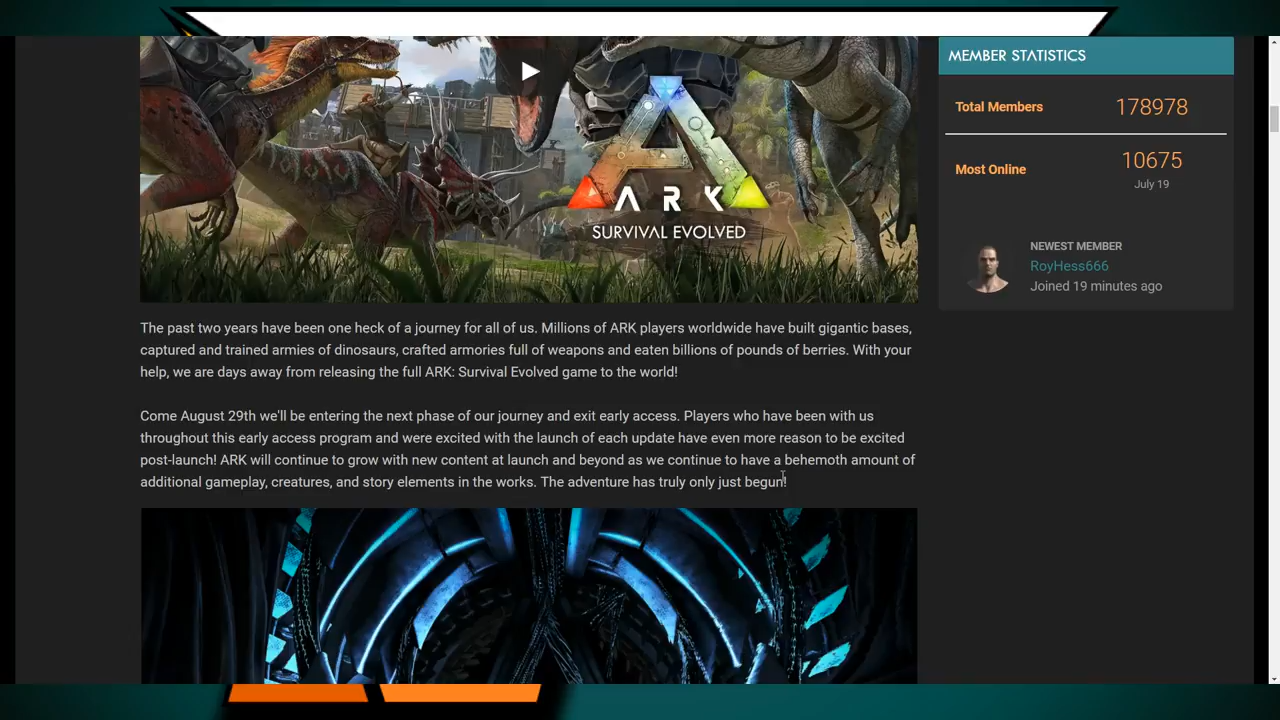 ARK
SURVIVAL EVOLVED
The past two years have been one heck of a journey for all of us. Millions of ARK players worldwide have built gigantic bases,
captured and trained armies of dinosaurs, crafted armories full of weapons and eaten billions of pounds of berries. With your
help, we are days away from releasing the full ARK: Survival Evolved game to the world!
Come August 29th we'll be entering the next phase of our journey and exit early access. Players who have been with us
throughout this early access program and were excited with the launch of each update have even more reason to be excited
post-launch! ARK will continue to grow with new content at launch and beyond as we continue to have a behemoth amount of
additional gameplay, creatures, and story elements in the works. The adventure has truly only just begun!
MEMBER STATISTICS
Total Members 178978
Most Online 10675
July 19
NEWEST MEMBER
RoyHess666
Joined 19 minutes ago